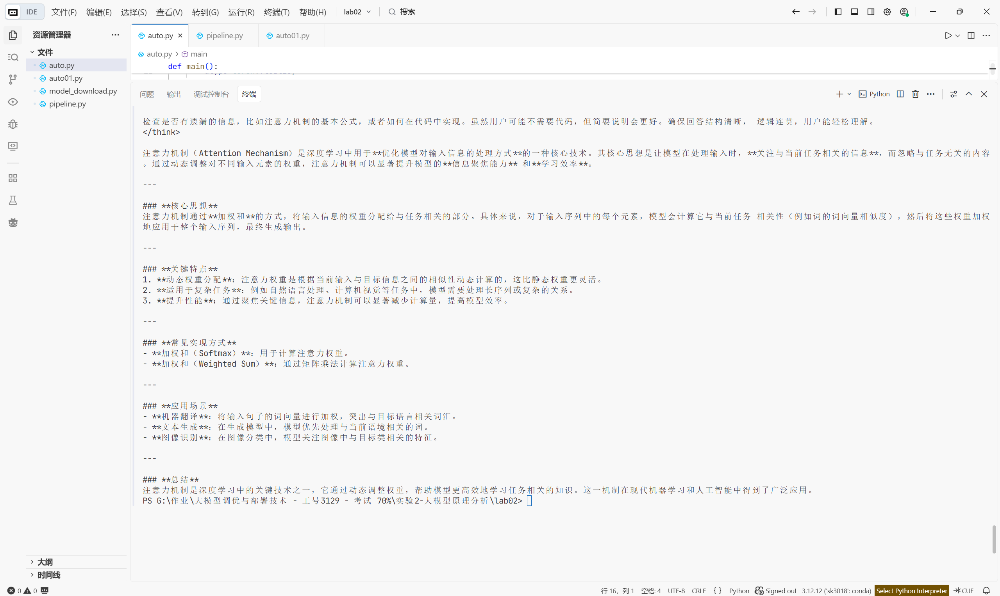 IDE 文件(F) 编辑(E) 选择(S) 查看(V) 转到(G) 运行(R) 终端(T) 帮助(H) lab02 搜索
资源管理器
文件
auto.py
auto01.py
model_download.py
pipeline.py
大纲
时间线
auto.py pipeline.py auto01.py
auto.py > main
def main():
问题 输出 调试控制台 终端 Python
检查是否有遗漏的信息，比如注意力机制的基本公式，或者如何在代码中实现。虽然用户可能不需要代码，但简要说明会更好。确保回答结构清晰， 逻辑连贯，用户能轻松理解。
</think>
注意力机制（Attention Mechanism）是深度学习中用于**优化模型对输入信息的处理方式**的一种核心技术。其核心思想是让模型在处理输入时，**关注与当前任务相关的信息**，而忽略与任务无关的内容
。通过动态调整对不同输入元素的权重，注意力机制可以显著提升模型的**信息聚焦能力** 和**学习效率**。
---
### **核心思想**
注意力机制通过**加权和**的方式，将输入信息的权重分配给与任务相关的部分。具体来说，对于输入序列中的每个元素，模型会计算它与当前任务 相关性（例如词的词向量相似度），然后将这些权重加权
地应用于整个输入序列，最终生成输出。
---
### **关键特点**
1. **动态权重分配**：注意力权重是根据当前输入与目标信息之间的相似性动态计算的，这比静态权重更灵活。
2. **适用于复杂任务**：例如自然语言处理、计算机视觉等任务中，模型需要处理长序列或复杂的关系。
3. **提升性能**：通过聚焦关键信息，注意力机制可以显著减少计算量，提高模型效率。
---
### **常见实现方式**
- **加权和（Softmax）**：用于计算注意力权重。
- **加权和（Weighted Sum）**：通过矩阵乘法计算注意力权重。
---
### **应用场景**
- **机器翻译**：将输入句子的词向量进行加权，突出与目标语言相关词汇。
- **文本生成**：在生成模型中，模型优先处理与当前语境相关的词。
- **图像识别**：在图像分类中，模型关注图像中与目标类相关的特征。
---
### **总结**
注意力机制是深度学习中的关键技术之一，它通过动态调整权重，帮助模型更高效地学习任务相关的知识。这一机制在现代机器学习和人工智能中得到了广泛应用。
PS G:\作业\大模型调优与部署技术 - 工号3129 - 考试 70%\实验2-大模型原理分析\lab02>
0 0 行 16，列 1 空格: 4 UTF-8 CRLF { } Python Signed out 3.12.12 ('sk3018': conda) Select Python Interpreter CUE